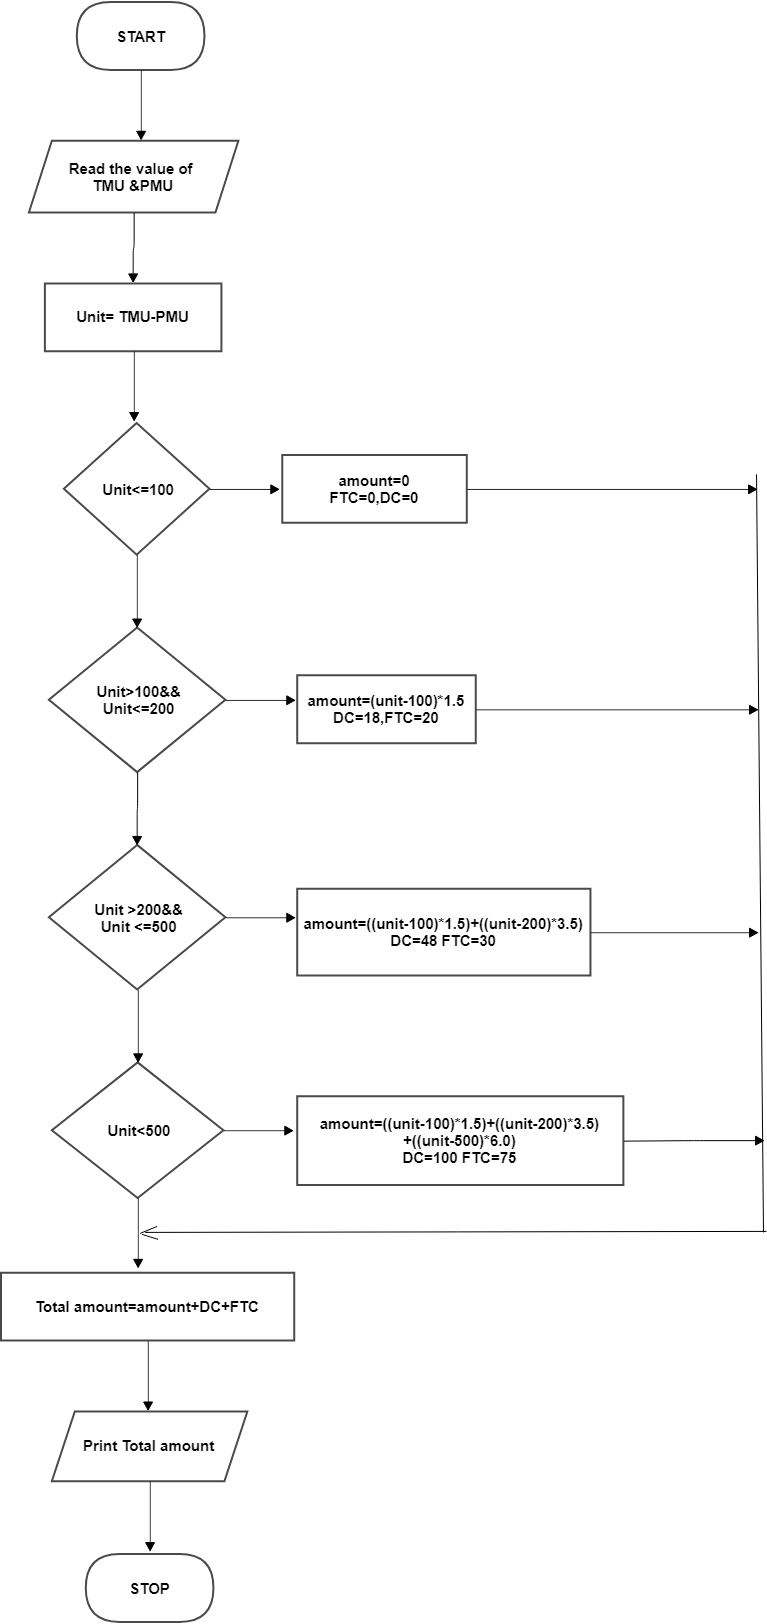 START
Read the value of
TMU &PMU
Unit= TMU-PMU
Unit<=100
amount=0
FTC=0,DC=0
Unit>100&&
Unit<=200
amount=(unit-100)*1.5
DC=18,FTC=20
Unit >200&&
Unit <=500
amount=((unit-100)*1.5)+((unit-200)*3.5)
DC=48 FTC=30
Unit<500
amount=((unit-100)*1.5)+((unit-200)*3.5)
+((unit-500)*6.0)
DC=100 FTC=75
Total amount=amount+DC+FTC
Print Total amount
STOP